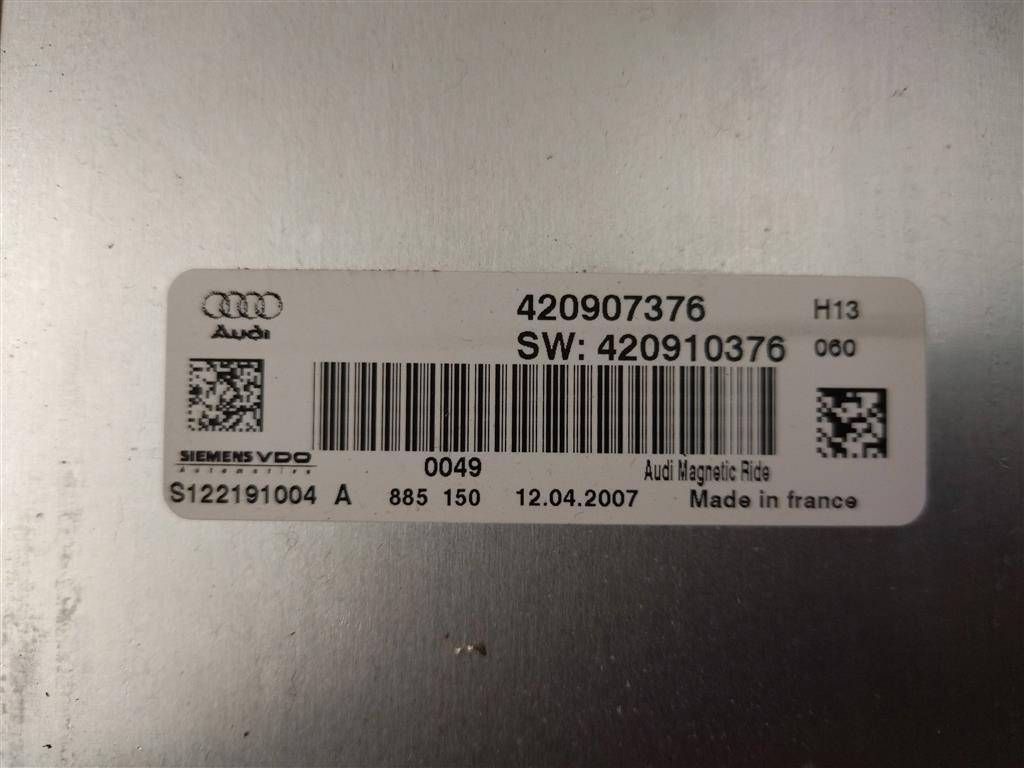 420907376 H13
Audi
SW: 420910376 060
SIEMENS VDO
Automotive
0049 Audi Magnetic Ride
S122191004 A 885 150 12.04.2007 Made in france